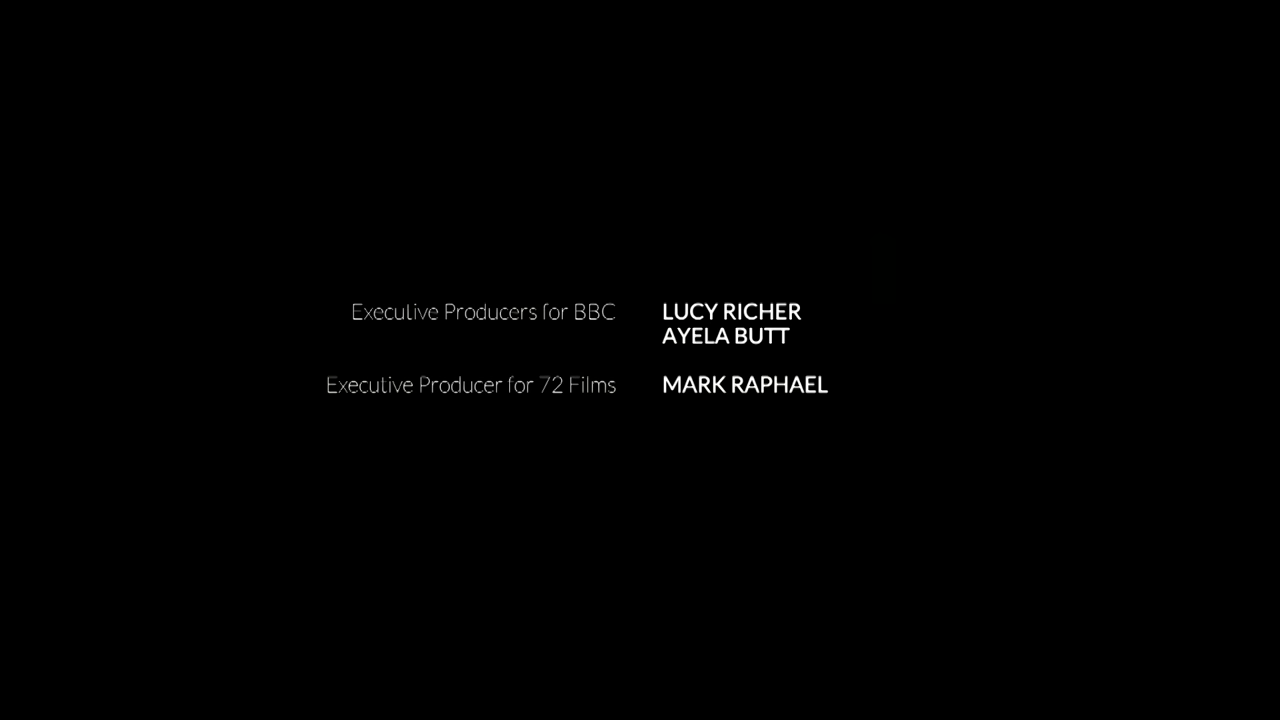 Executive Producers for BBC LUCY RICHER
AYELA BUTT
Executive Producer for 72 Films MARK RAPHAEL